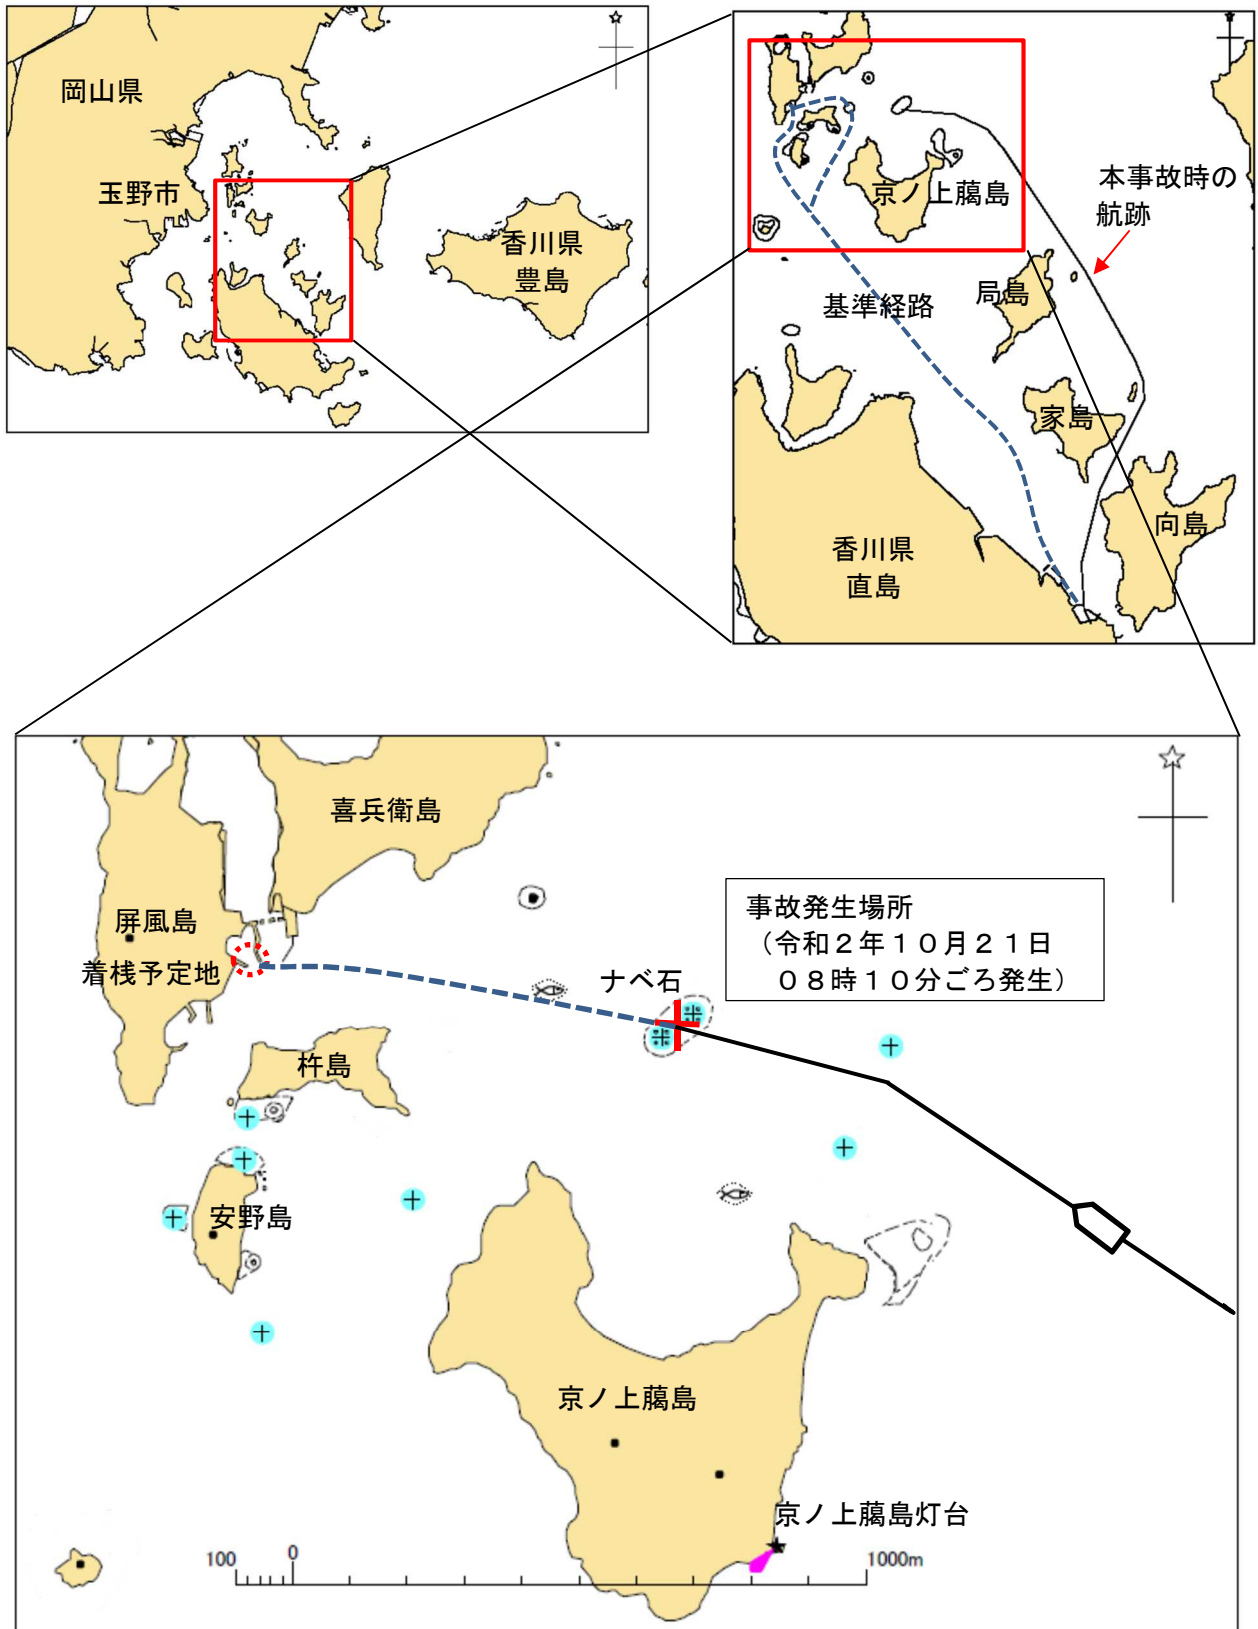 岡山県
玉野市
香川県
豊島
京ノ上臈島
本事故時の
航跡
基準経路
局島
家島
向島
香川県
直島
喜兵衛島
屏風島
着桟予定地
ナベ石
事故発生場所
（令和２年１０月２１日
０８時１０分ごろ発生）
杵島
安野島
京ノ上臈島
京ノ上臈島灯台
100 0 1000m